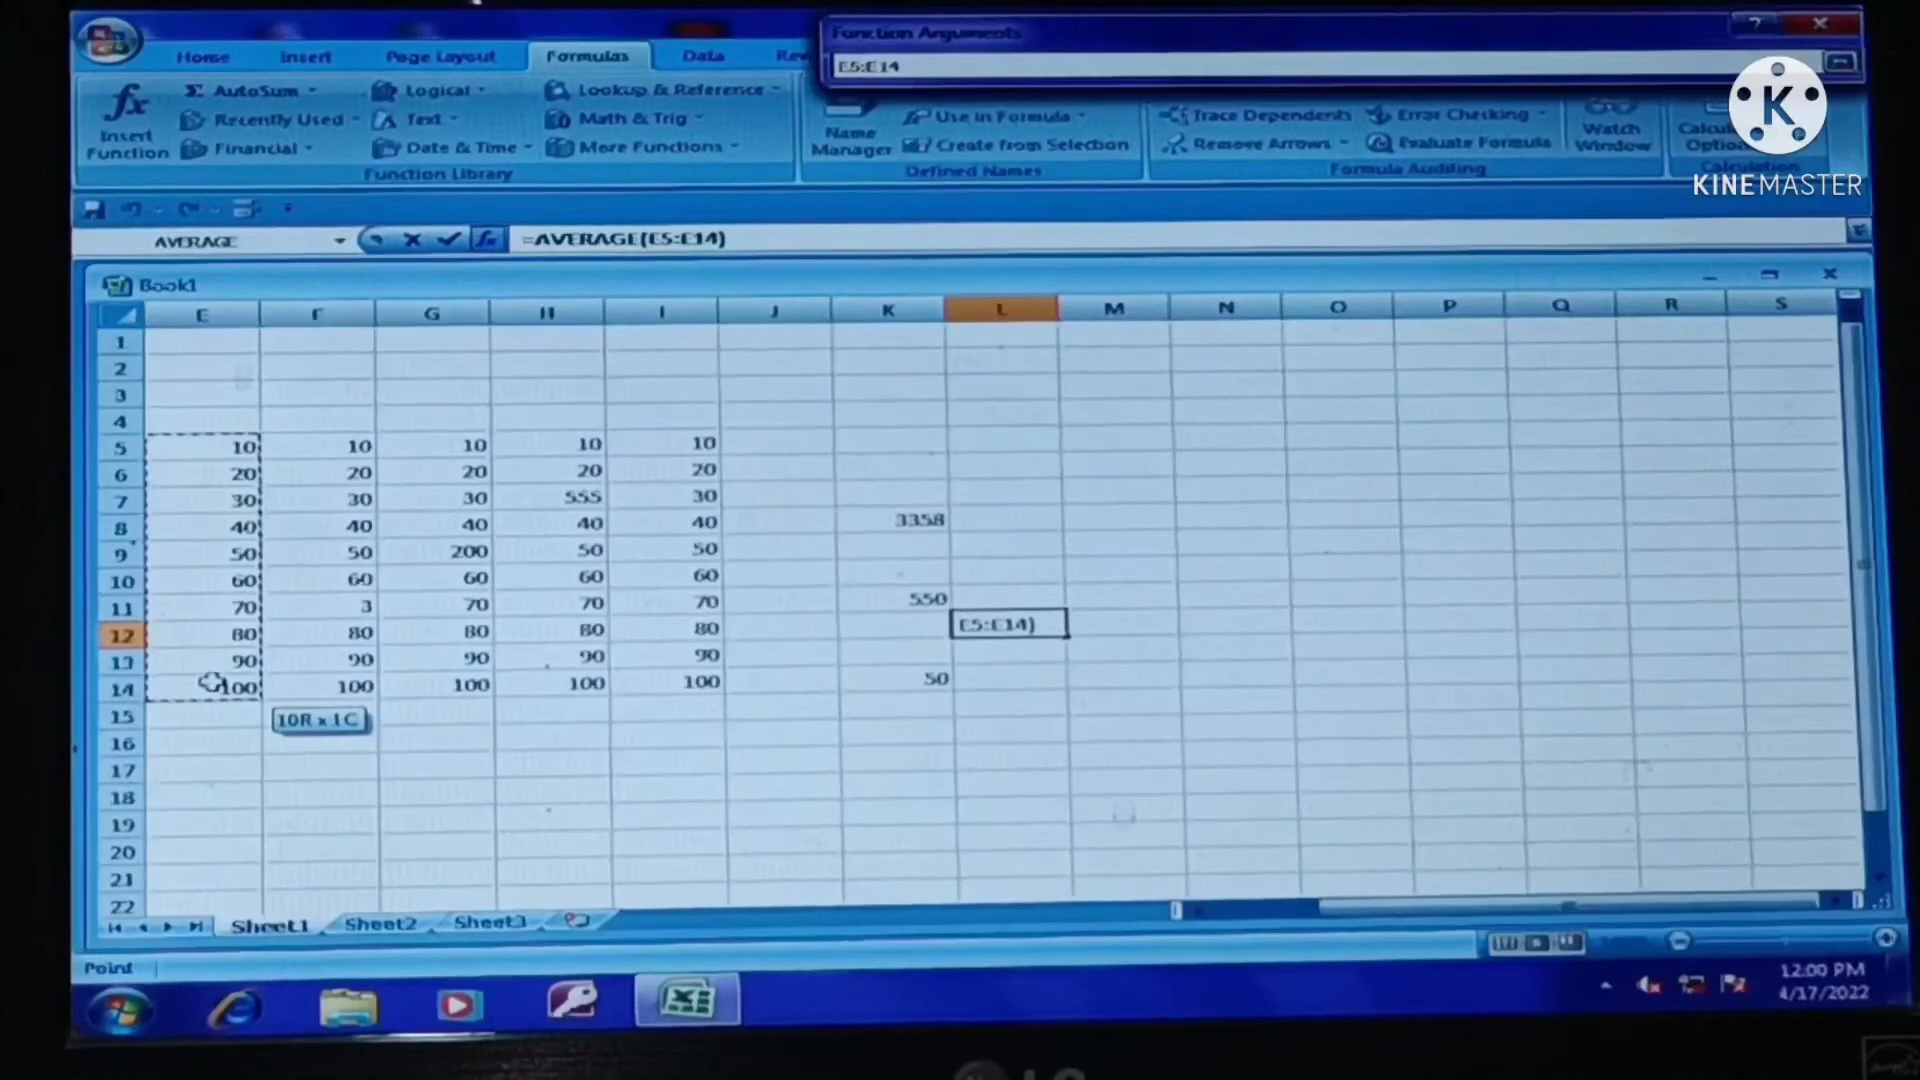 Function Arguments
E5:E14
Home Insert Page Layout Formulas Data
Σ AutoSum Logical Lookup & Reference
Recently Used Text Math & Trig
Financial Date & Time More Functions
Insert Function
Function Library
Name Manager
Use in Formula
Create from Selection
Defined Names
Trace Dependents Error Checking
Remove Arrows Evaluate Formula
Formula Auditing
Watch Window
Calculation
K
KINEMASTER
AVERAGE fx =AVERAGE(E5:E14)
Book1
E F G H I J K L M N O P Q R S
1
2
3
4
5 10 10 10 10 10
6 20 20 20 20 20
7 30 30 30 555 30
8 40 40 40 40 40 3358
9 50 50 200 50 50
10 60 60 60 60 60
11 70 3 70 70 70 550
12 80 80 80 80 80 E5:E14)
13 90 90 90 90 90
14 100 100 100 100 100 50
15 10R x 1C
16
17
18
19
20
21
22
Sheet1 Sheet2 Sheet3
Point
12:00 PM
4/17/2022